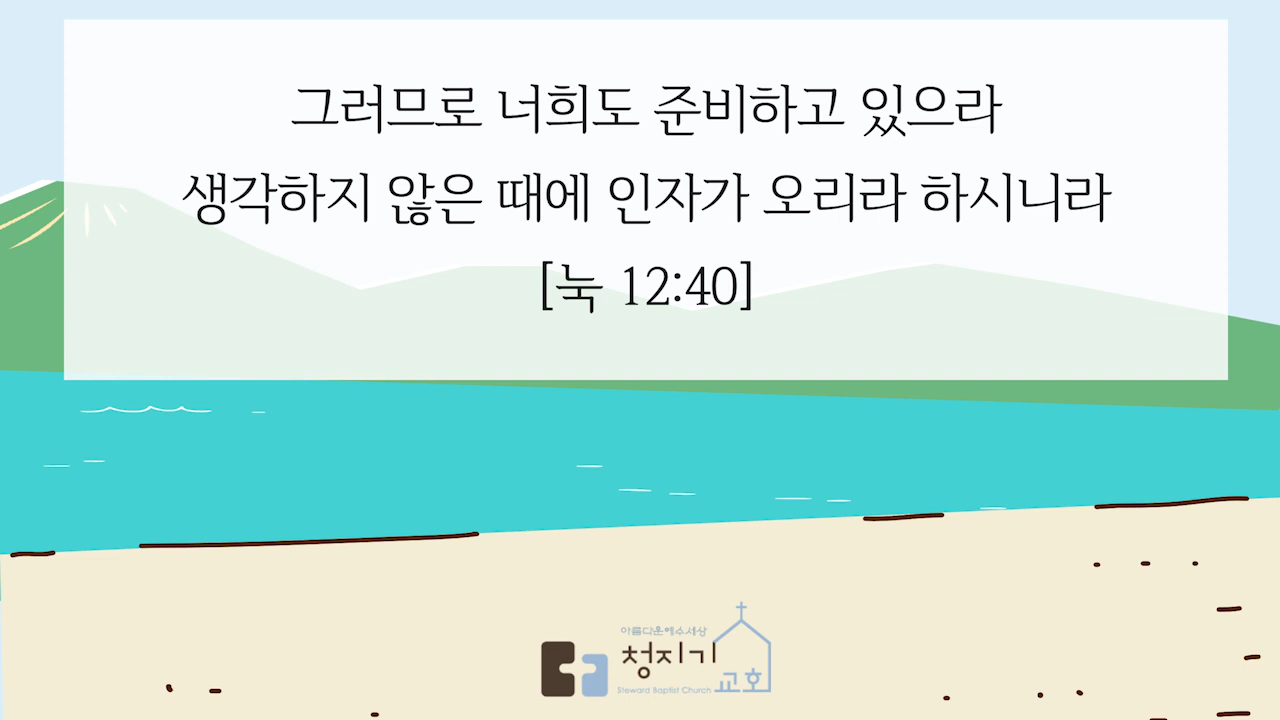 그러므로 너희도 준비하고 있으라
생각하지 않은 때에 인자가 오리라 하시니라
[눅 12:40]
아름다운예수세상
청지기
교회
Steward Baptist Church